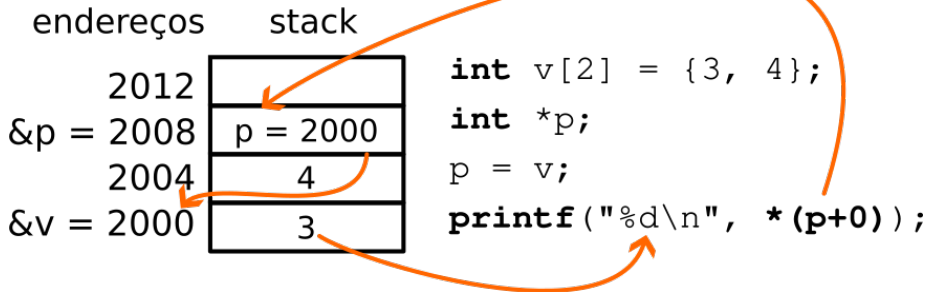 endereços stack
2012
&p = 2008 p = 2000
2004 4
&v = 2000 3
int v[2] = {3, 4};
int *p;
p = v;
printf("%d\n", *(p+0));